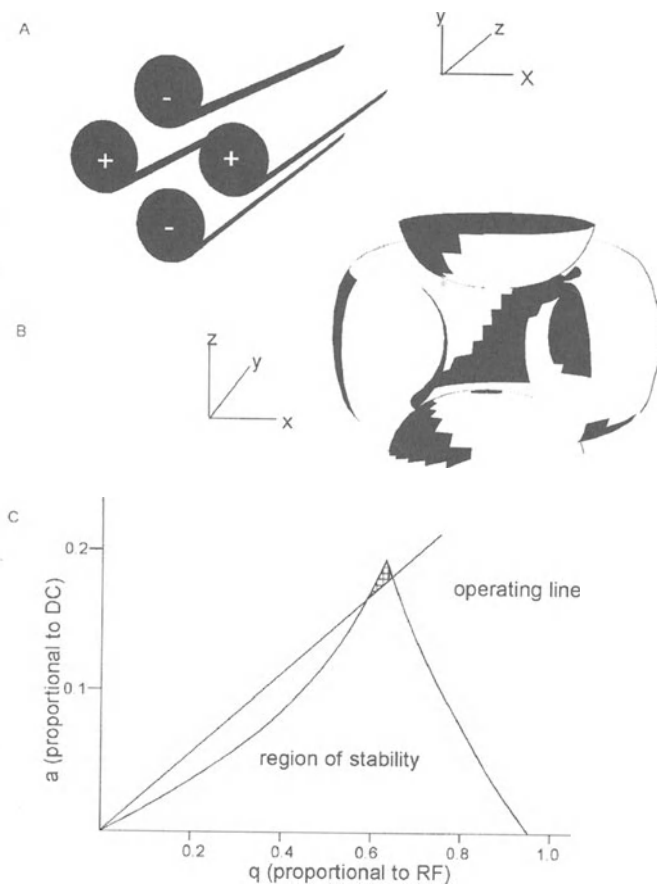 A
-
+
+
-
y
z
X
B
z
y
x
C
0.2
0.1
a (proportional to DC)
operating line
region of stability
0.2
0.4
0.6
0.8
1.0
q (proportional to RF)